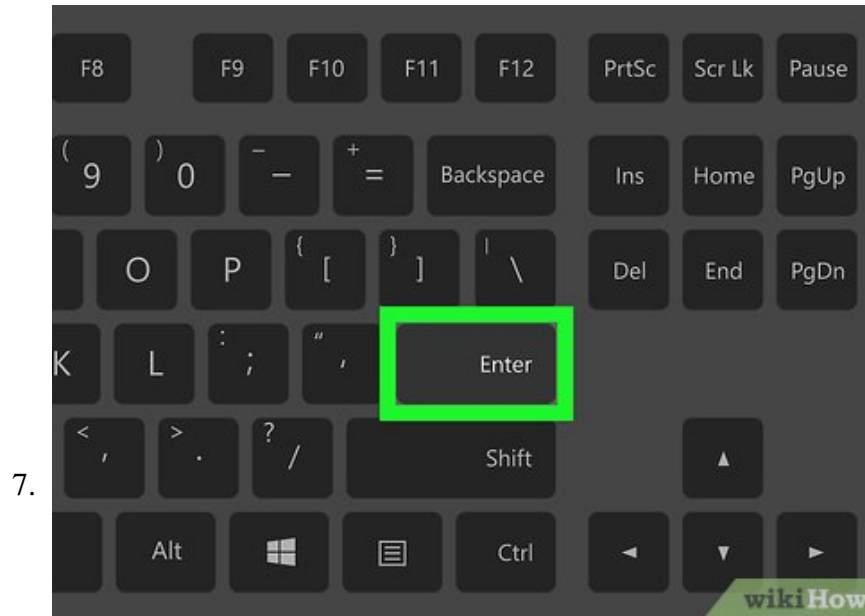 F8 F9 F10 F11 F12 PrtSc Scr Lk Pause
( 9 ) 0 _ - + = Backspace Ins Home PgUp
O P { [ } ] | \ Del End PgDn
K L : ; " ' Enter
< , > . ? / Shift ▲
7.
Alt Ctrl ◄ ▼ ►
wikiHow